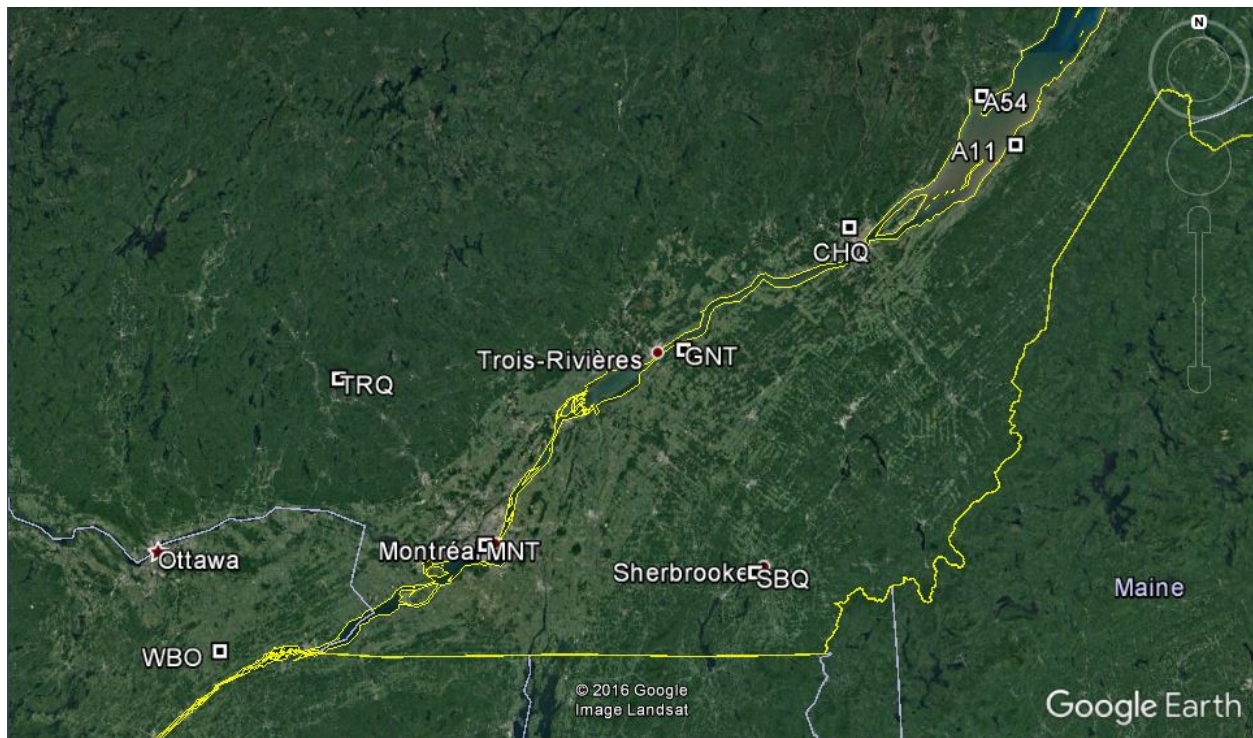 N
A54
A11
CHQ
Trois-Rivières
GNT
TRQ
Montréal
MNT
Ottawa
Sherbrooke
SBQ
Maine
WBO
© 2016 Google
Image Landsat
Google Earth